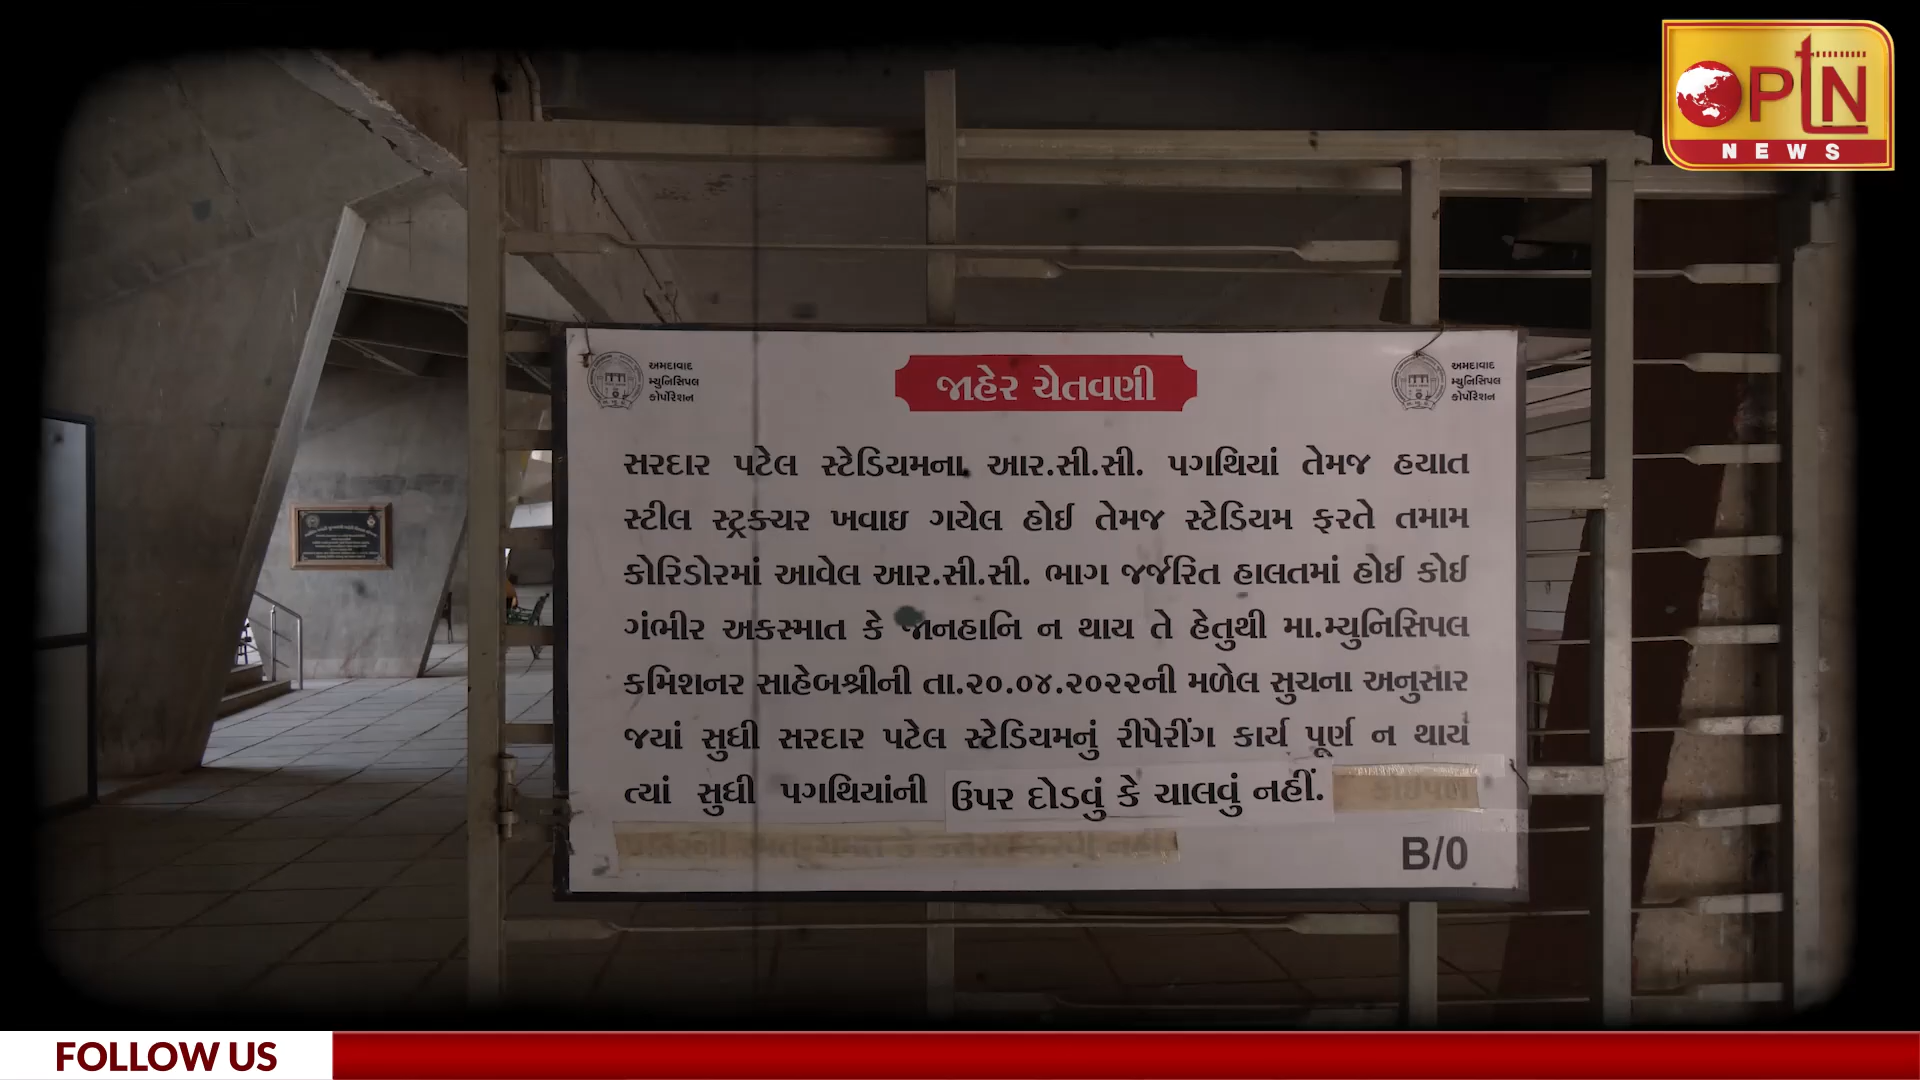 OPtN
NEWS
અમદાવાદ
મ્યુનિસિપલ
કોર્પોરેશન
જાહેર ચેતવણી
અમદાવાદ
મ્યુનિસિપલ
કોર્પોરેશન
સરદાર પટેલ સ્ટેડિયમના આર.સી.સી. પગથિયાં તેમજ હયાત
સ્ટીલ સ્ટ્રક્ચર ખવાઇ ગયેલ હોઈ તેમજ સ્ટેડિયમ ફરતે તમામ
કોરિડોરમાં આવેલ આર.સી.સી. ભાગ જર્જરિત હાલતમાં હોઈ કોઈ
ગંભીર અકસ્માત કે જાનહાનિ ન થાય તે હેતુથી મા.મ્યુનિસિપલ
કમિશનર સાહેબશ્રીની તા.૨૦.૦૪.૨૦૨૨ની મળેલ સુચના અનુસાર
જયાં સુધી સરદાર પટેલ સ્ટેડિયમનું રીપેરીંગ કાર્ય પૂર્ણ ન થાય
ત્યાં સુધી પગથિયાંની ઉપર દોડવું કે ચાલવું નહીં.
B/0
FOLLOW US